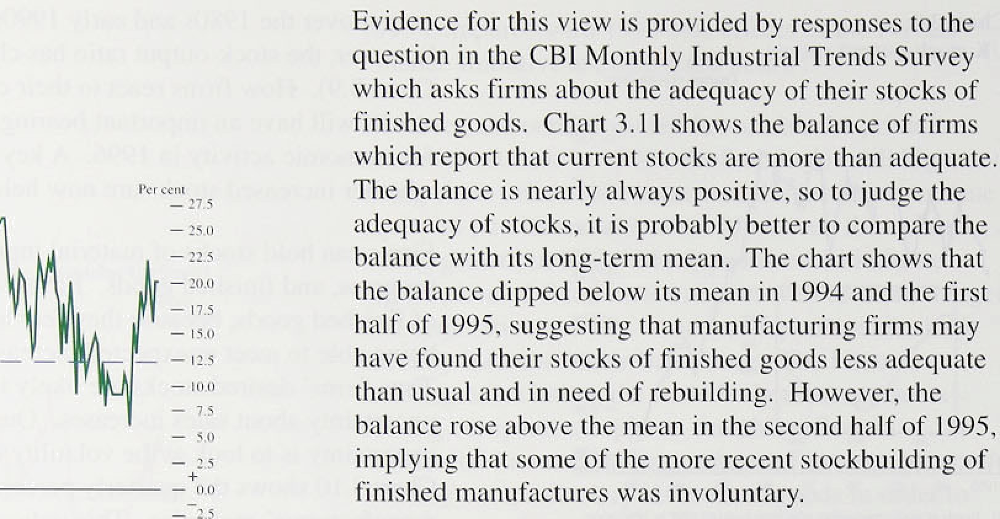 Evidence for this view is provided by responses to the
question in the CBI Monthly Industrial Trends Survey
which asks firms about the adequacy of their stocks of
finished goods. Chart 3.11 shows the balance of firms
which report that current stocks are more than adequate.
The balance is nearly always positive, so to judge the
adequacy of stocks, it is probably better to compare the
balance with its long-term mean. The chart shows that
the balance dipped below its mean in 1994 and the first
half of 1995, suggesting that manufacturing firms may
have found their stocks of finished goods less adequate
than usual and in need of rebuilding. However, the
balance rose above the mean in the second half of 1995,
implying that some of the more recent stockbuilding of
finished manufactures was involuntary.
Per cent
27.5
25.0
22.5
20.0
17.5
15.0
12.5
10.0
7.5
5.0
2.5
+
0.0
–
2.5